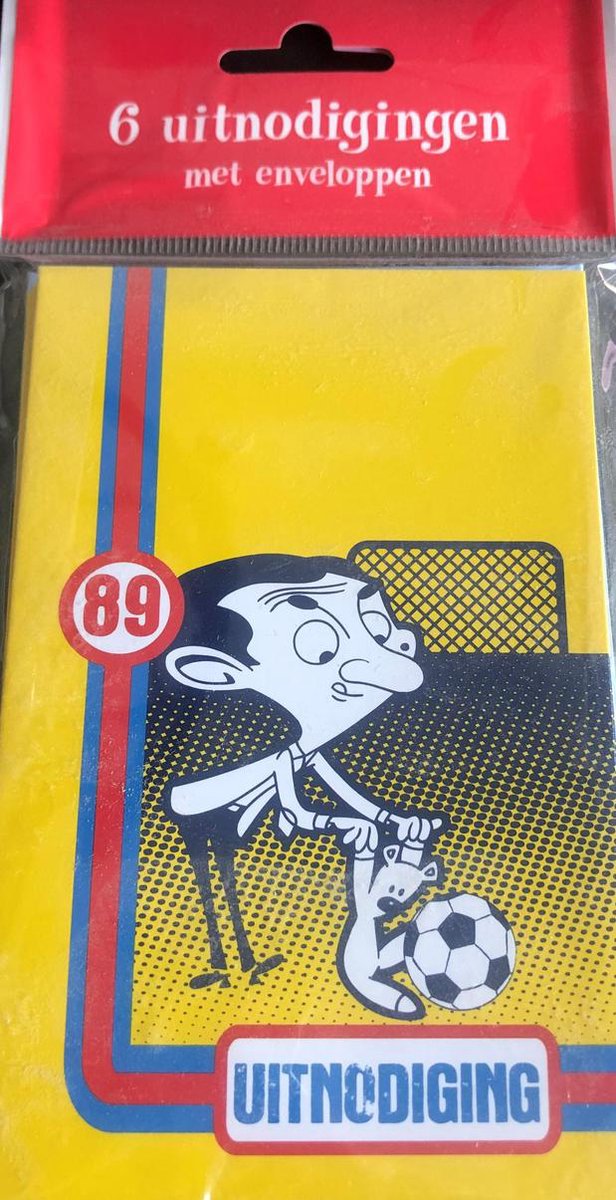 6 uitnodigingen
met enveloppen
89
UITNODIGING